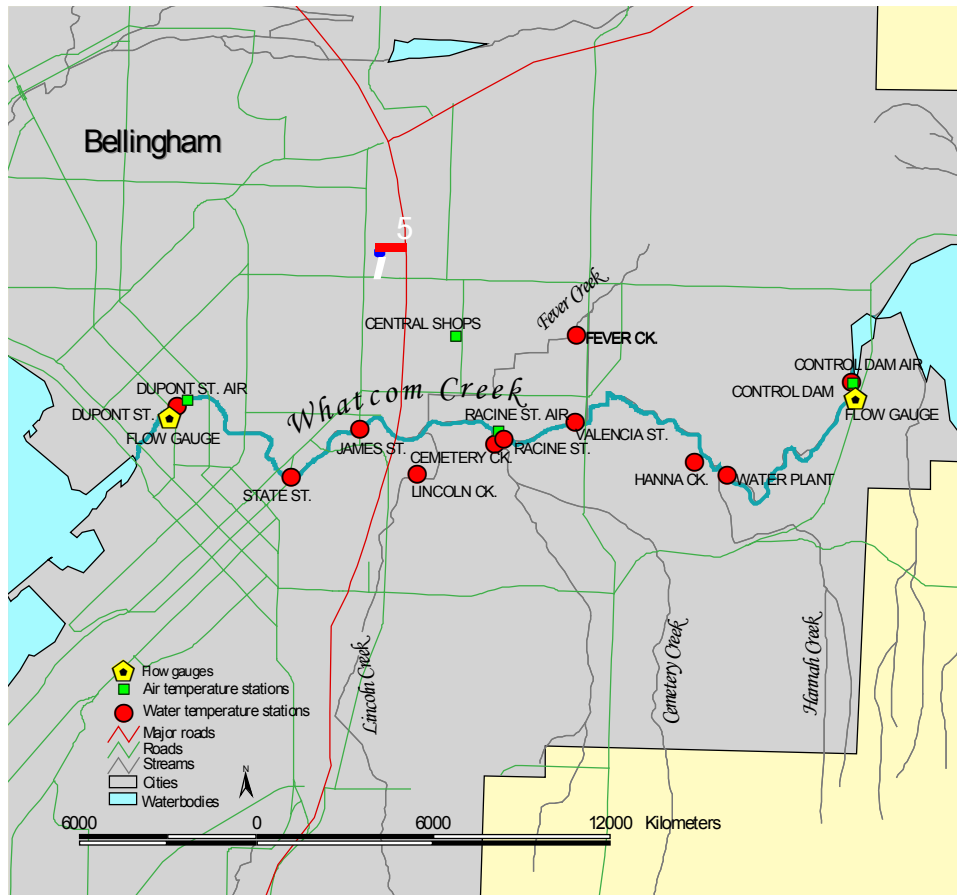 Bellingham
5
Fever Creek
CENTRAL SHOPS
FEVER CK.
CONTROL DAM AIR
DUPONT ST. AIR
Whatcom Creek
CONTROL DAM
DUPONT ST.
RACINE ST. AIR
FLOW GAUGE
FLOW GAUGE
VALENCIA ST.
JAMES ST.
RACINE ST.
CEMETERY CK.
HANNA CK.
WATER PLANT
LINCOLN CK.
STATE ST.
Lincoln Creek
Cemetery Creek
Hannah Creek
Flow gauges
Air temperature stations
Water temperature stations
Major roads
Roads
Streams
Cities
Waterbodies
N
6000 0 6000 12000 Kilometers